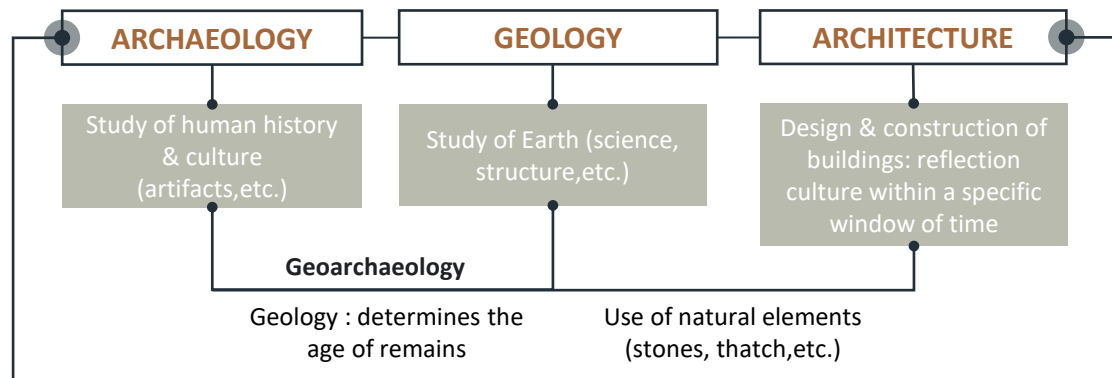 ARCHAEOLOGY
GEOLOGY
ARCHITECTURE
Study of human history
& culture
(artifacts,etc.)
Study of Earth (science,
structure,etc.)
Design & construction of
buildings: reflection
culture within a specific
window of time
Geoarchaeology
Geology : determines the
age of remains
Use of natural elements
(stones, thatch,etc.)